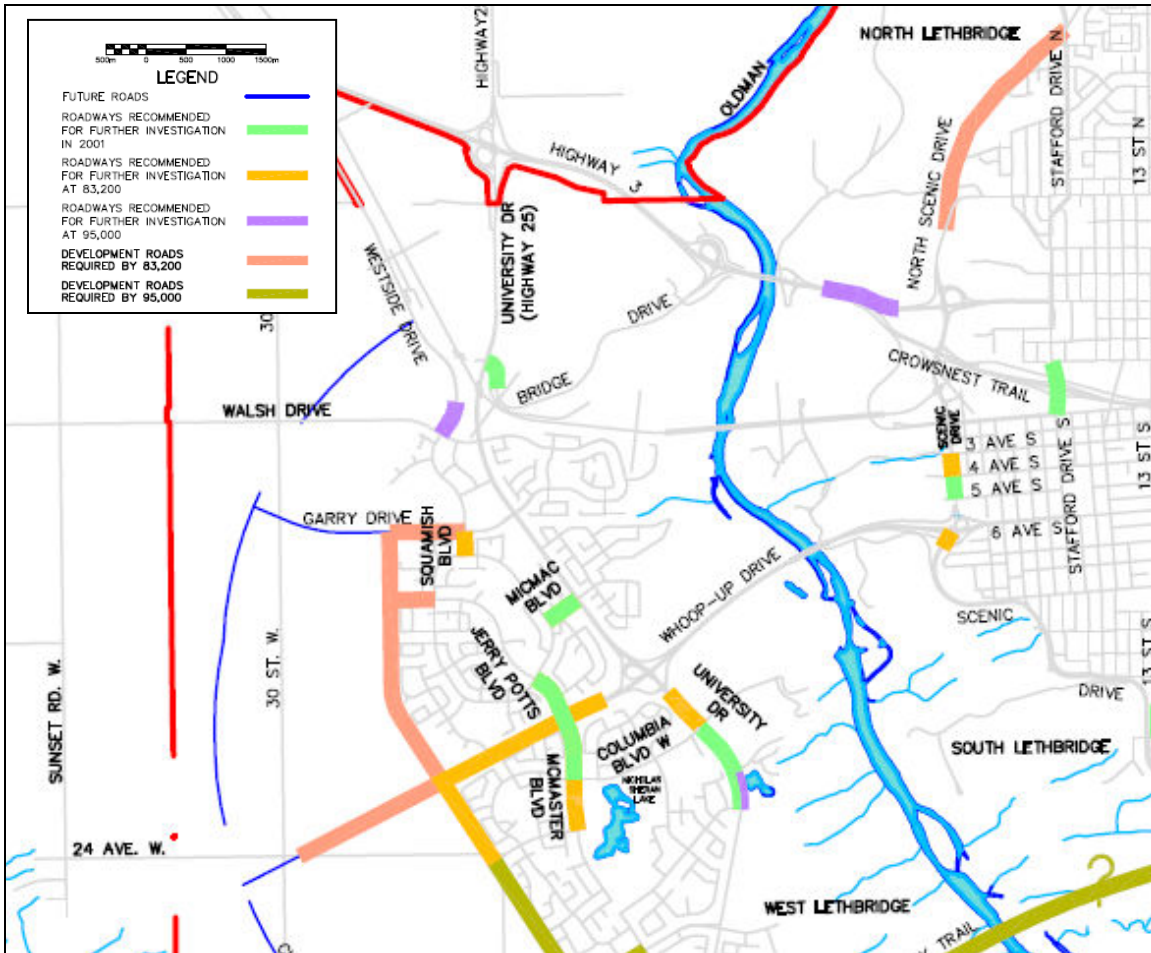 500m 0 500 1000 1500m
LEGEND
FUTURE ROADS
ROADWAYS RECOMMENDED
FOR FURTHER INVESTIGATION
IN 2001
ROADWAYS RECOMMENDED
FOR FURTHER INVESTIGATION
AT 83,200
ROADWAYS RECOMMENDED
FOR FURTHER INVESTIGATION
AT 95,000
DEVELOPMENT ROADS
REQUIRED BY 83,200
DEVELOPMENT ROADS
REQUIRED BY 95,000
HIGHWAY2
OLDMAN
NORTH LETHBRIDGE
STAFFORD DRIVE N
13 ST N
HIGHWAY 3
NORTH SCENIC DRIVE
UNIVERSITY DR
(HIGHWAY 25)
WESTSIDE DRIVE
BRIDGE DRIVE
30
CROWSNEST TRAIL
WALSH DRIVE
SCENIC
DRIVE
3 AVE S
4 AVE S
5 AVE S
6 AVE S
STAFFORD DRIVE S
13 ST S
GARRY DRIVE
SQUAMISH
BLVD
MICMAC
BLVD
WHOOP-UP DRIVE
SCENIC DRIVE
13 ST S
JERRY POTTS
BLVD
UNIVERSITY
DR
COLUMBIA
BLVD W
SUNSET RD. W.
30 ST. W.
MCMASTER
BLVD
NICHOLAS
SHERAN
LAKE
SOUTH LETHBRIDGE
24 AVE. W.
WEST LETHBRIDGE
?
Y TRAIL